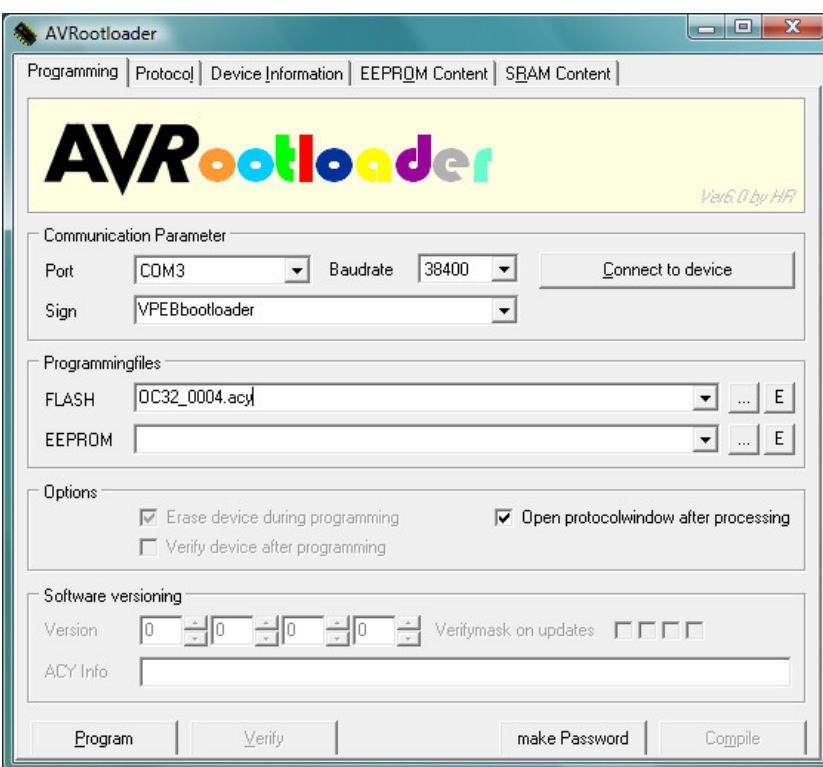 AVRootloader
Programming Protocol Device Information EEPROM Content SRAM Content
AVRootloader
Ver6.0 by HR
Communication Parameter
Port COM3 Baudrate 38400 Connect to device
Sign VPEBbootloader
Programmingfiles
FLASH OC32_0004.acy ... E
EEPROM ... E
Options
Erase device during programming Open protocolwindow after processing
Verify device after programming
Software versioning
Version 0 0 0 0 Verifymask on updates
ACY Info
Program Verify make Password Compile